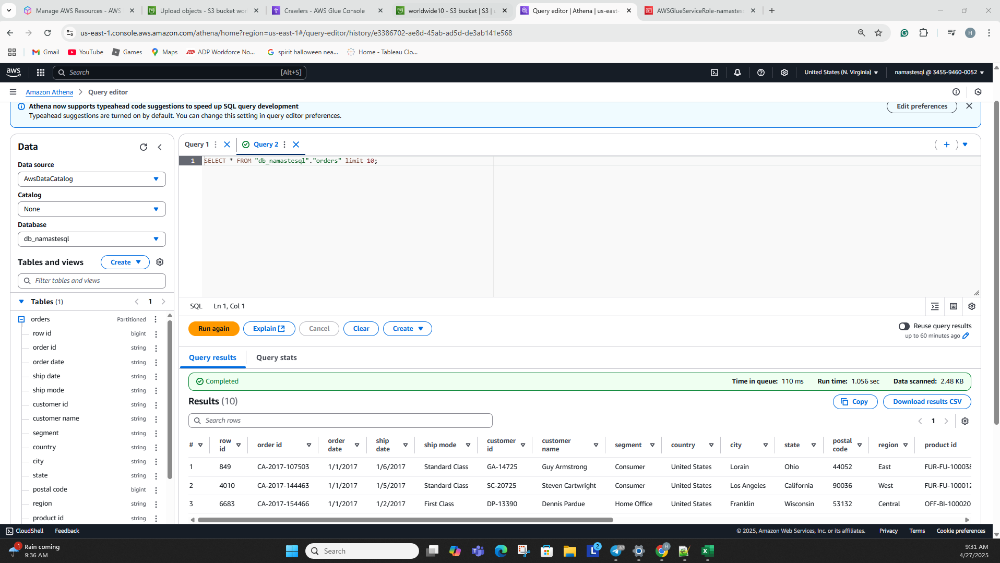 Manage AWS Resources - AWS
Upload objects - S3 bucket wor
Crawlers - AWS Glue Console
worldwide10 - S3 bucket | S3 | u
Query editor | Athena | us-east-
AWSGlueServiceRole-namastes
us-east-1.console.aws.amazon.com/athena/home?region=us-east-1#/query-editor/history/e3386702-ae8d-45ab-ad5d-de3ab141e568
H
Gmail
YouTube
Games
Maps
ADP Workforce No...
spirit halloween nea...
Home - Tableau Clo...
aws
Search
[Alt+S]
United States (N. Virginia)
namastesql @ 3455-9460-0052
Amazon Athena
Query editor
Athena now supports typeahead code suggestions to speed up SQL query development
Typeahead suggestions are turned on by default. You can change this setting in query editor preferences.
Edit preferences
Data
Data source
AwsDataCatalog
Catalog
None
Database
db_namastesql
Tables and views
Create
Filter tables and views
Tables (1)
1
orders Partitioned
row id bigint
order id string
order date string
ship date string
ship mode string
customer id string
customer name string
segment string
country string
city string
state string
postal code bigint
region string
product id string
Query 1
Query 2
1 SELECT * FROM "db_namastesql"."orders" limit 10;
SQL Ln 1, Col 1
Run again
Explain
Cancel
Clear
Create
Reuse query results
up to 60 minutes ago
Query results
Query stats
Completed
Time in queue: 110 ms Run time: 1.056 sec Data scanned: 2.48 KB
Results (10)
Copy
Download results CSV
Search rows
1
# row id order id order date ship date ship mode customer id customer name segment country city state postal code region product id
1 849 CA-2017-107503 1/1/2017 1/6/2017 Standard Class GA-14725 Guy Armstrong Consumer United States Lorain Ohio 44052 East FUR-FU-100038
2 4010 CA-2017-144463 1/1/2017 1/5/2017 Standard Class SC-20725 Steven Cartwright Consumer United States Los Angeles California 90036 West FUR-FU-100012
3 6683 CA-2017-154466 1/1/2017 1/2/2017 First Class DP-13390 Dennis Pardue Home Office United States Franklin Wisconsin 53132 Central OFF-BI-100020
CloudShell
Feedback
© 2025, Amazon Web Services, Inc. or its affiliates.
Privacy
Terms
Cookie preferences
1
Rain coming
9:36 AM
Search
L
2
67
H
9:31 AM
4/27/2025